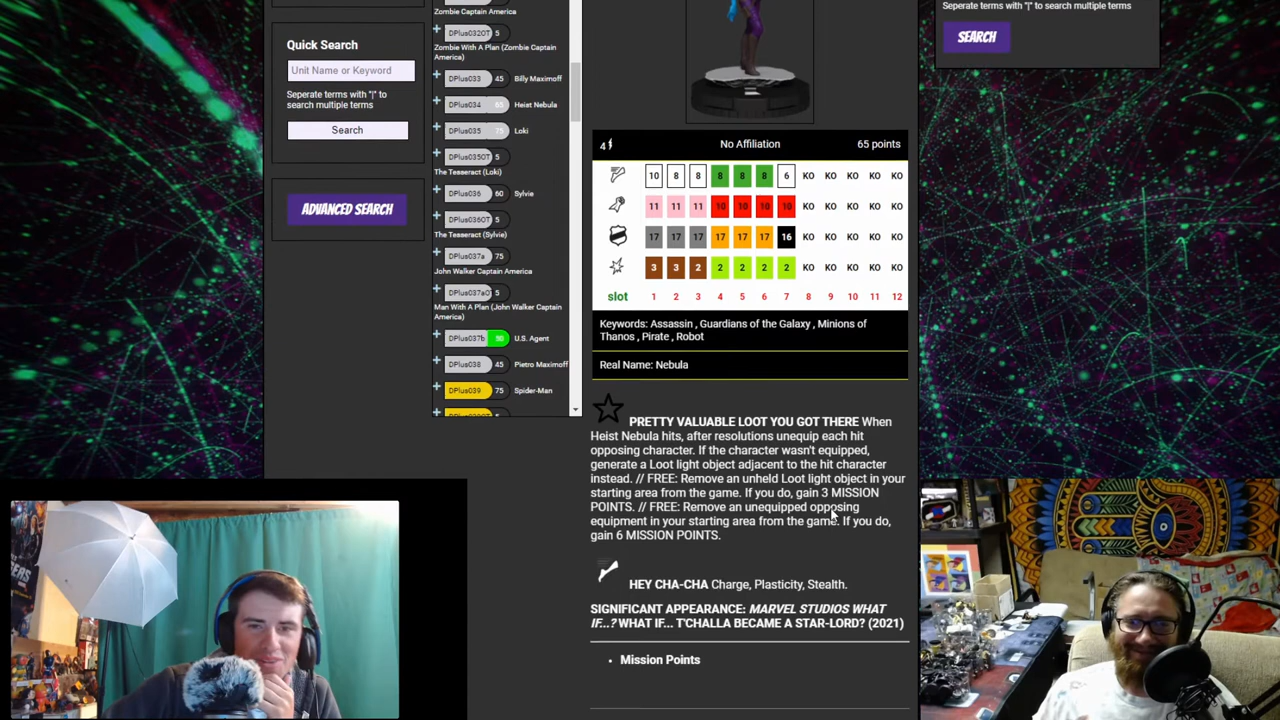 Quick Search
Unit Name or Keyword
Seperate terms with "|" to
search multiple terms
Search
ADVANCED SEARCH
Zombie Captain
America
DPlus032OT 5
Zombie With A Plan (Zombie Captain
America)
DPlus033 45 Billy Maximoff
DPlus034 65 Heist Nebula
DPlus035 75 Loki
DPlus035OT 5
The Tesseract (Loki)
DPlus036 60 Sylvie
DPlus036OT 5
The Tesseract (Sylvie)
DPlus037a 75
John Walker Captain America
5
Man With A Plan (John Walker Captain
America)
DPlus037b 50 U.S. Agent
DPlus038 45 Pietro Maximoff
DPlus039 75 Spider-Man
4 No Affiliation 65 points
10 8 8 8 8 8 6 KO KO KO KO KO
11 11 11 10 10 10 10 KO KO KO KO KO
17 17 17 17 17 17 16 KO KO KO KO KO
3 3 2 2 2 2 2 KO KO KO KO KO
slot 1 2 3 4 5 6 7 8 9 10 11 12
Keywords: Assassin , Guardians of the Galaxy , Minions of
Thanos , Pirate , Robot
Real Name: Nebula
PRETTY VALUABLE LOOT YOU GOT THERE When
Heist Nebula hits, after resolutions unequip each hit
opposing character. If the character wasn't equipped,
generate a Loot light object adjacent to the hit character
instead. // FREE: Remove an unheld Loot light object in your
starting area from the game. If you do, gain 3 MISSION
POINTS. // FREE: Remove an unequipped opposing
equipment in your starting area from the game. If you do,
gain 6 MISSION POINTS.
HEY CHA-CHA Charge, Plasticity, Stealth.
SIGNIFICANT APPEARANCE: MARVEL STUDIOS WHAT
IF...? WHAT IF... T'CHALLA BECAME A STAR-LORD? (2021)
Mission Points
Seperate terms with "|" to search multiple terms
SEARCH